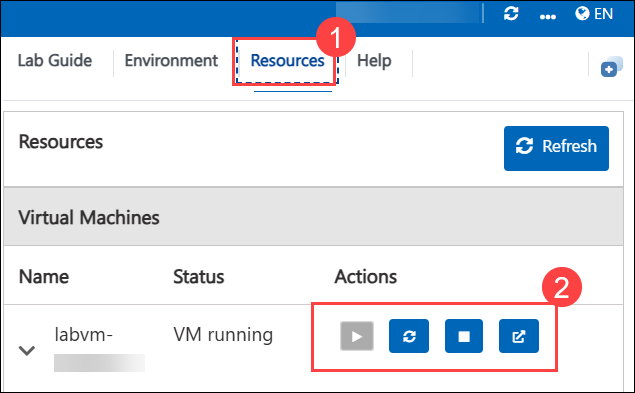 EN
1
Lab Guide Environment Resources Help
Resources Refresh
Virtual Machines
Name Status Actions
2
labvm- VM running